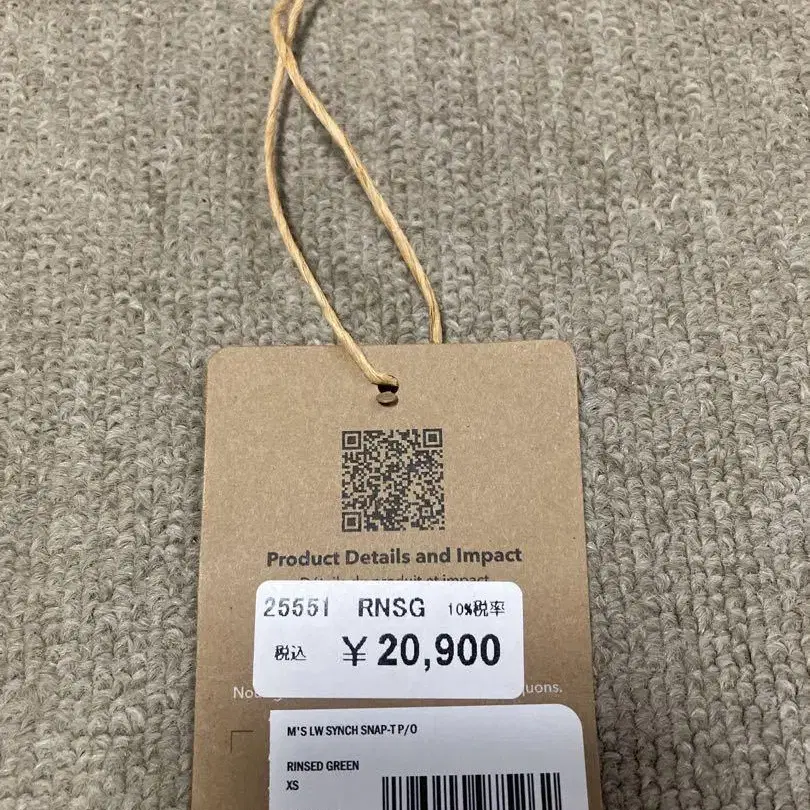 Product Details and Impact
25551 RNSG 10%税率
税込 ¥20,900
M'S LW SYNCH SNAP-T P/O
RINSED GREEN
XS